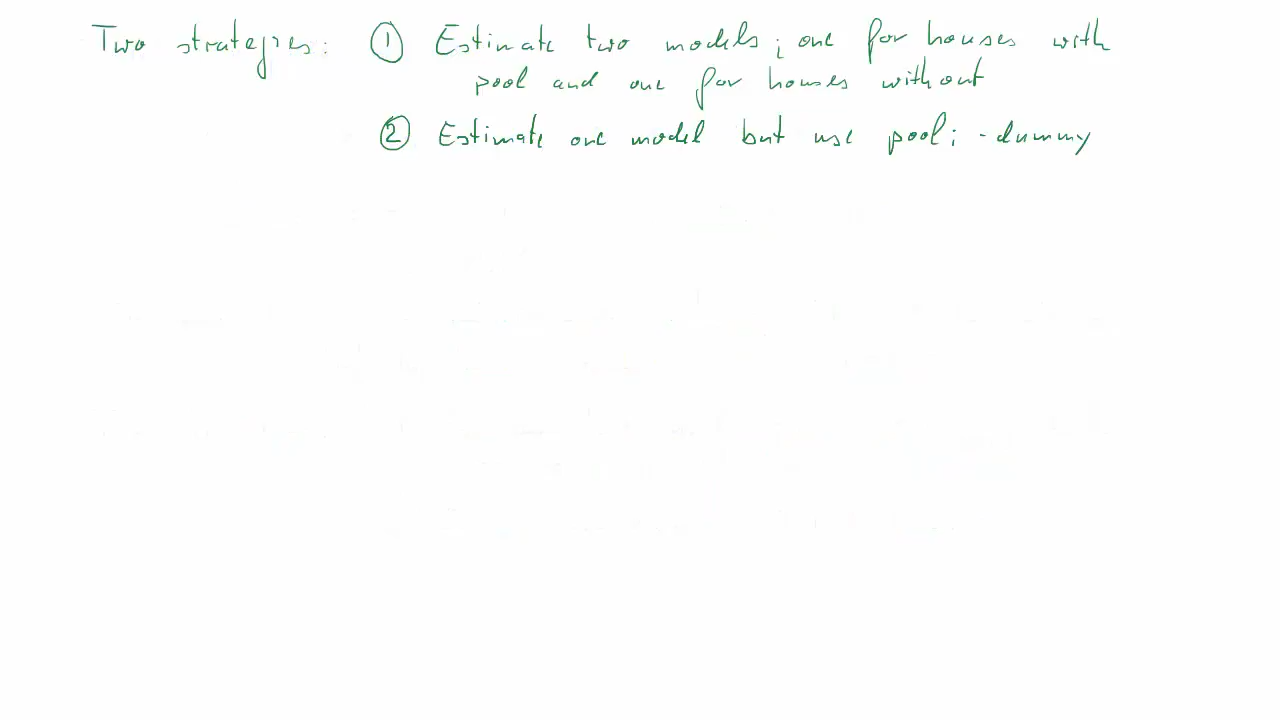 Two strategies: ① Estimate two models; one for houses with
pool and one for houses without
② Estimate one model but use pool; -dummy